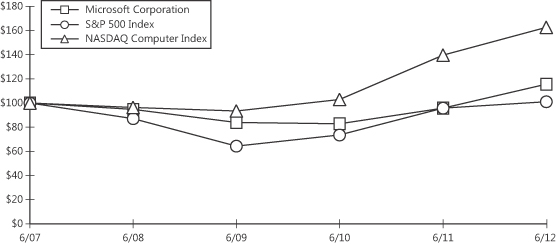 $180
Microsoft Corporation
S&P 500 Index
NASDAQ Computer Index
$160
$140
$120
$100
$80
$60
$40
$20
$0
6/07 6/08 6/09 6/10 6/11 6/12